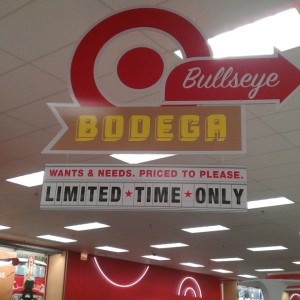 Bullseye
BODEGA
WANTS & NEEDS. PRICED TO PLEASE.
LIMITED★TIME★ONLY